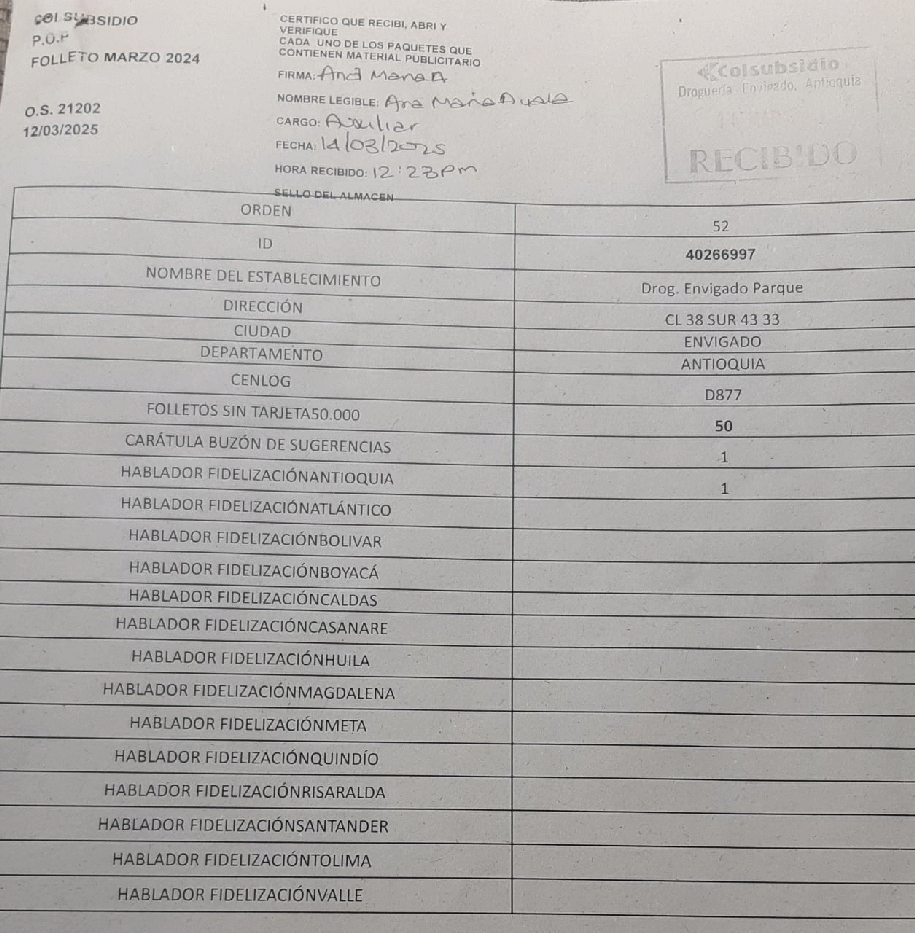 COLSUBSIDIO
P.O.P
FOLLETO MARZO 2024
O.S. 21202
12/03/2025
CERTIFICO QUE RECIBI, ABRI Y
VERIFIQUE
CADA UNO DE LOS PAQUETES QUE
CONTIENEN MATERIAL PUBLICITARIO
FIRMA: Ana Maria A
NOMBRE LEGIBLE: Ana Maria Ayala
CARGO: Auxiliar
FECHA: 14/03/2025
HORA RECIBIDO: 12:23pm
SELLO DEL ALMACEN
Colsubsidio
Droguería Envigado, Antioquia
RECIBIDO
ORDEN 52
ID 40266997
NOMBRE DEL ESTABLECIMIENTO Drog. Envigado Parque
DIRECCIÓN CL 38 SUR 43 33
CIUDAD ENVIGADO
DEPARTAMENTO ANTIOQUIA
CENLOG D877
FOLLETOS SIN TARJETA50.000 50
CARÁTULA BUZÓN DE SUGERENCIAS 1
HABLADOR FIDELIZACIÓNANTIOQUIA 1
HABLADOR FIDELIZACIÓNATLÁNTICO
HABLADOR FIDELIZACIÓNBOLIVAR
HABLADOR FIDELIZACIÓNBOYACÁ
HABLADOR FIDELIZACIÓNCALDAS
HABLADOR FIDELIZACIÓNCASANARE
HABLADOR FIDELIZACIÓNHUILA
HABLADOR FIDELIZACIÓNMAGDALENA
HABLADOR FIDELIZACIÓNMETA
HABLADOR FIDELIZACIÓNQUINDÍO
HABLADOR FIDELIZACIÓNRISARALDA
HABLADOR FIDELIZACIÓNSANTANDER
HABLADOR FIDELIZACIÓNTOLIMA
HABLADOR FIDELIZACIÓNVALLE